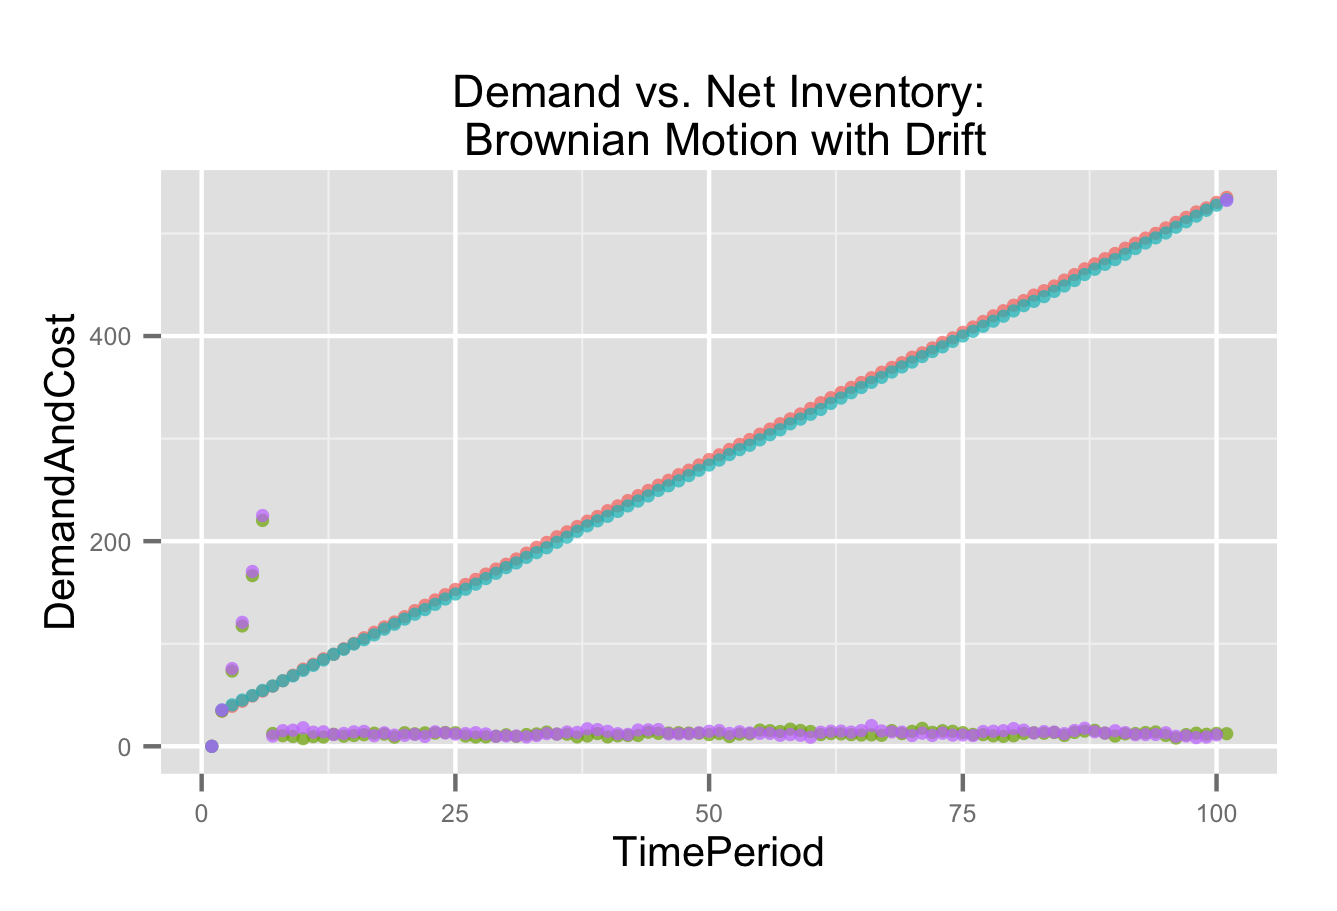 Demand vs. Net Inventory:
Brownian Motion with Drift
DemandAndCost
400
200
0
0 25 50 75 100
TimePeriod